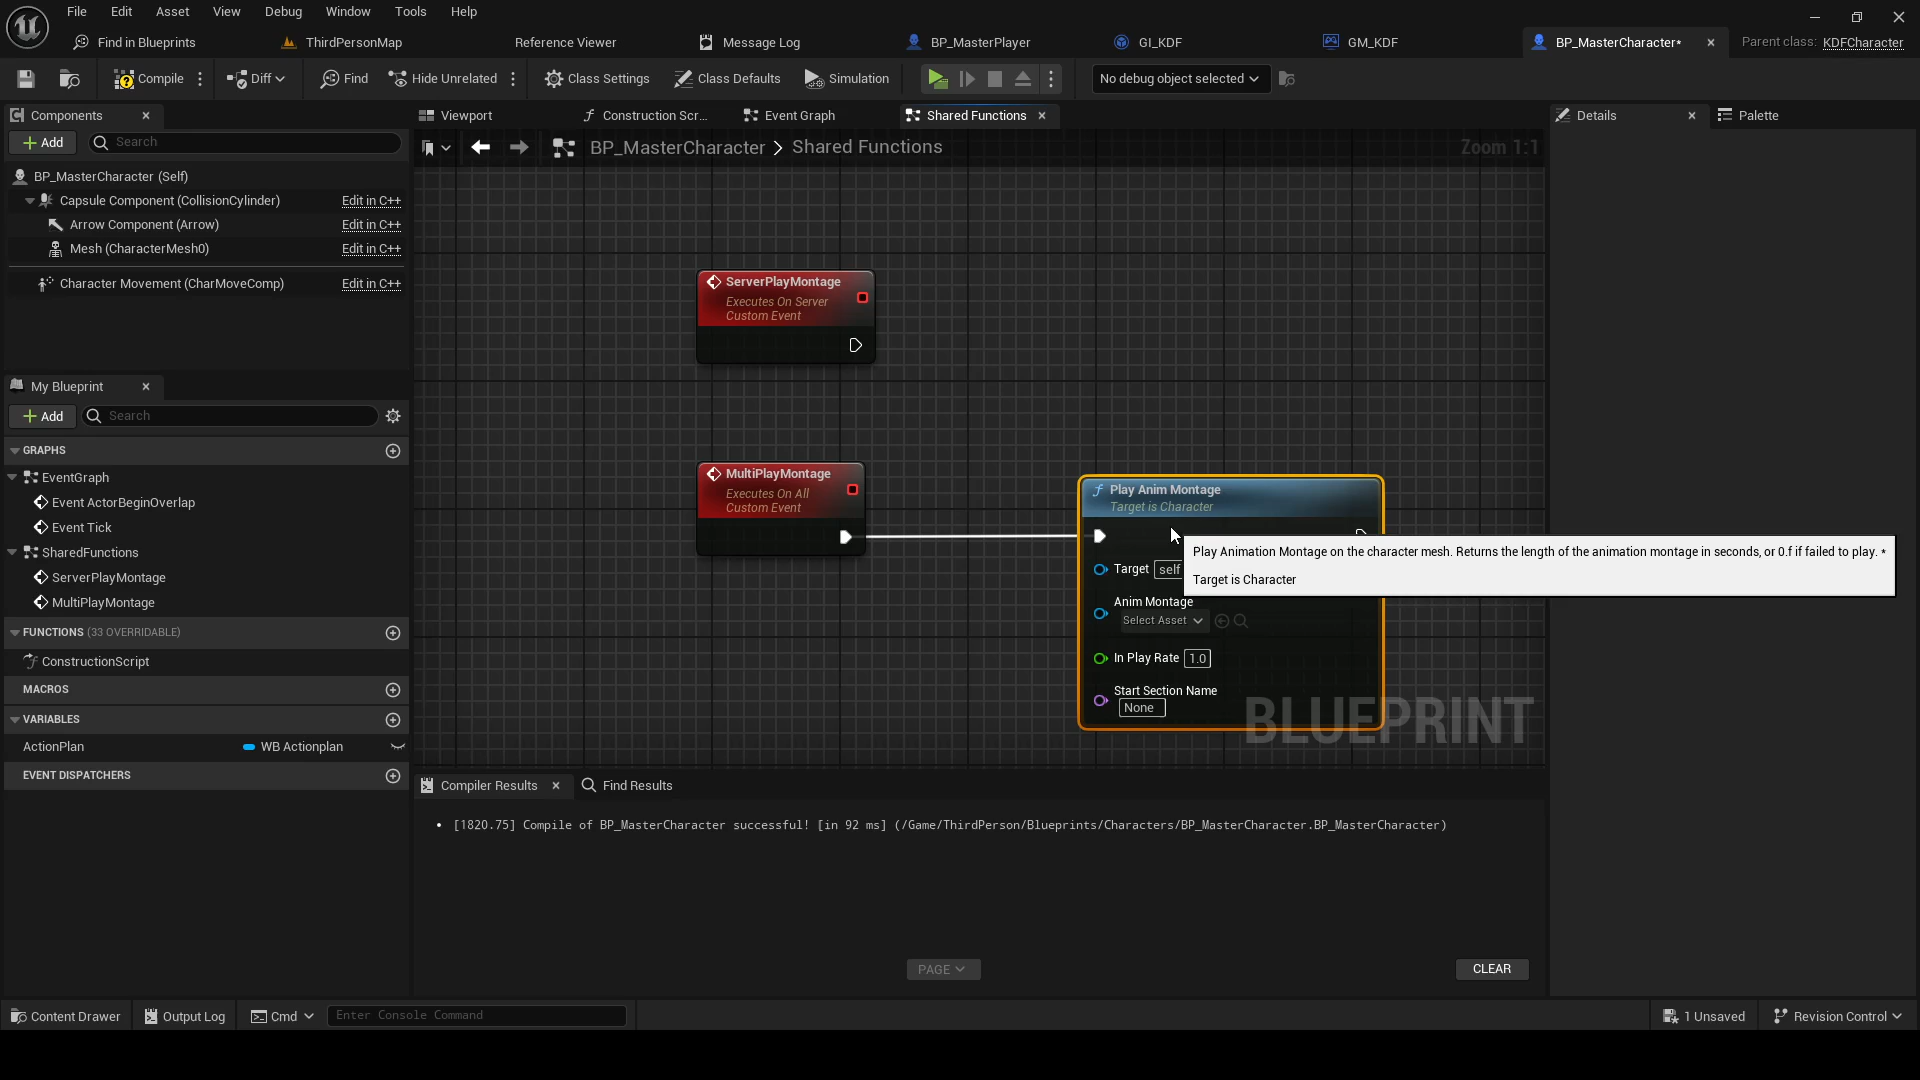 File Edit Asset View Debug Window Tools Help
Find in Blueprints ThirdPersonMap Reference Viewer Message Log BP_MasterPlayer GI_KDF GM_KDF BP_MasterCharacter* Parent class: KDFCharacter
Compile Diff Find Hide Unrelated Class Settings Class Defaults Simulation No debug object selected
Components
Add Search
BP_MasterCharacter (Self)
Capsule Component (CollisionCylinder) Edit in C++
Arrow Component (Arrow) Edit in C++
Mesh (CharacterMesh0) Edit in C++
Character Movement (CharMoveComp) Edit in C++
My Blueprint
Add Search
GRAPHS
EventGraph
Event ActorBeginOverlap
Event Tick
SharedFunctions
ServerPlayMontage
MultiPlayMontage
FUNCTIONS (33 OVERRIDABLE)
ConstructionScript
MACROS
VARIABLES
ActionPlan WB Actionplan
EVENT DISPATCHERS
Viewport Construction Scr... Event Graph Shared Functions
BP_MasterCharacter > Shared Functions Zoom 1:1
ServerPlayMontage
Executes On Server
Custom Event
MultiPlayMontage
Executes On All
Custom Event
Play Anim Montage
Target is Character
Target self
Anim Montage
Select Asset
In Play Rate 1.0
Start Section Name
None
Play Animation Montage on the character mesh. Returns the length of the animation montage in seconds, or 0.f if failed to play. *
Target is Character
BLUEPRINT
Compiler Results Find Results
[1820.75] Compile of BP_MasterCharacter successful! [in 92 ms] (/Game/ThirdPerson/Blueprints/Characters/BP_MasterCharacter.BP_MasterCharacter)
PAGE CLEAR
Details Palette
Content Drawer Output Log Cmd Enter Console Command 1 Unsaved Revision Control